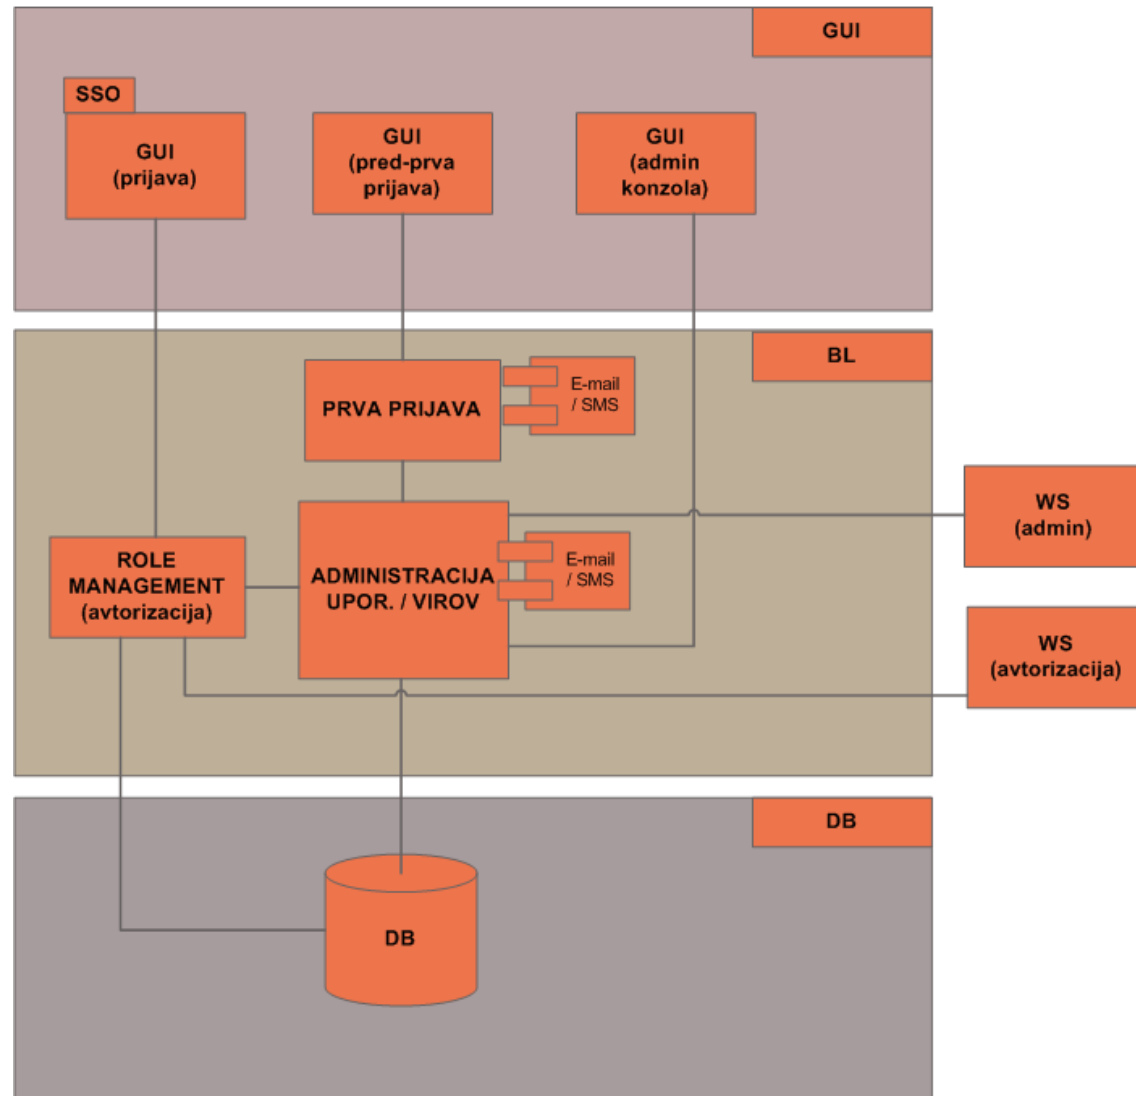 GUI
SSO
GUI
(prijava)
GUI
(pred-prva
prijava)
GUI
(admin
konzola)
BL
PRVA PRIJAVA
E-mail
/ SMS
WS
(admin)
ROLE
MANAGEMENT
(avtorizacija)
ADMINISTRACIJA
UPOR. / VIROV
E-mail
/ SMS
WS
(avtorizacija)
DB
DB